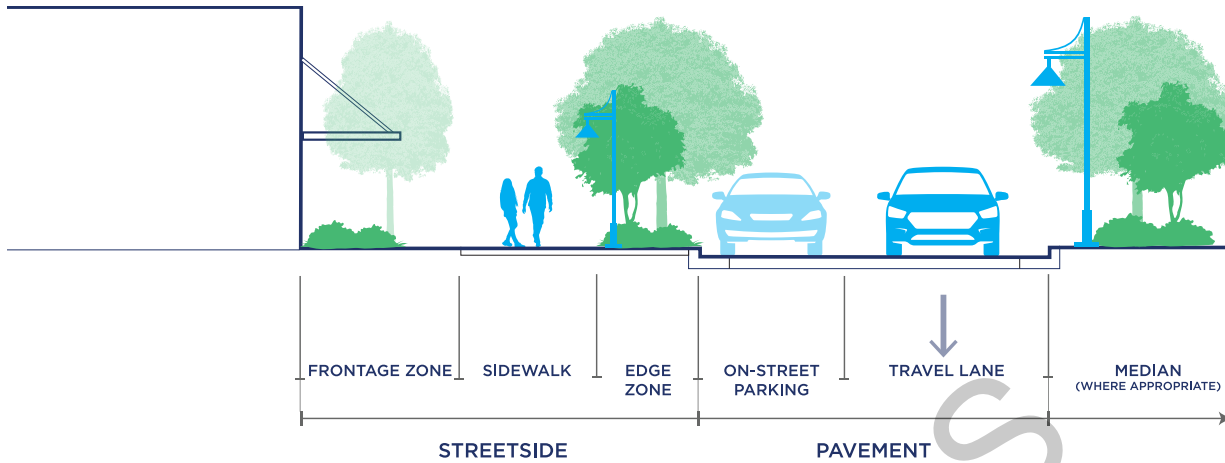 FRONTAGE ZONE
SIDEWALK
EDGE
ZONE
ON-STREET
PARKING
TRAVEL LANE
MEDIAN
(WHERE APPROPRIATE)
STREETSIDE
PAVEMENT
S